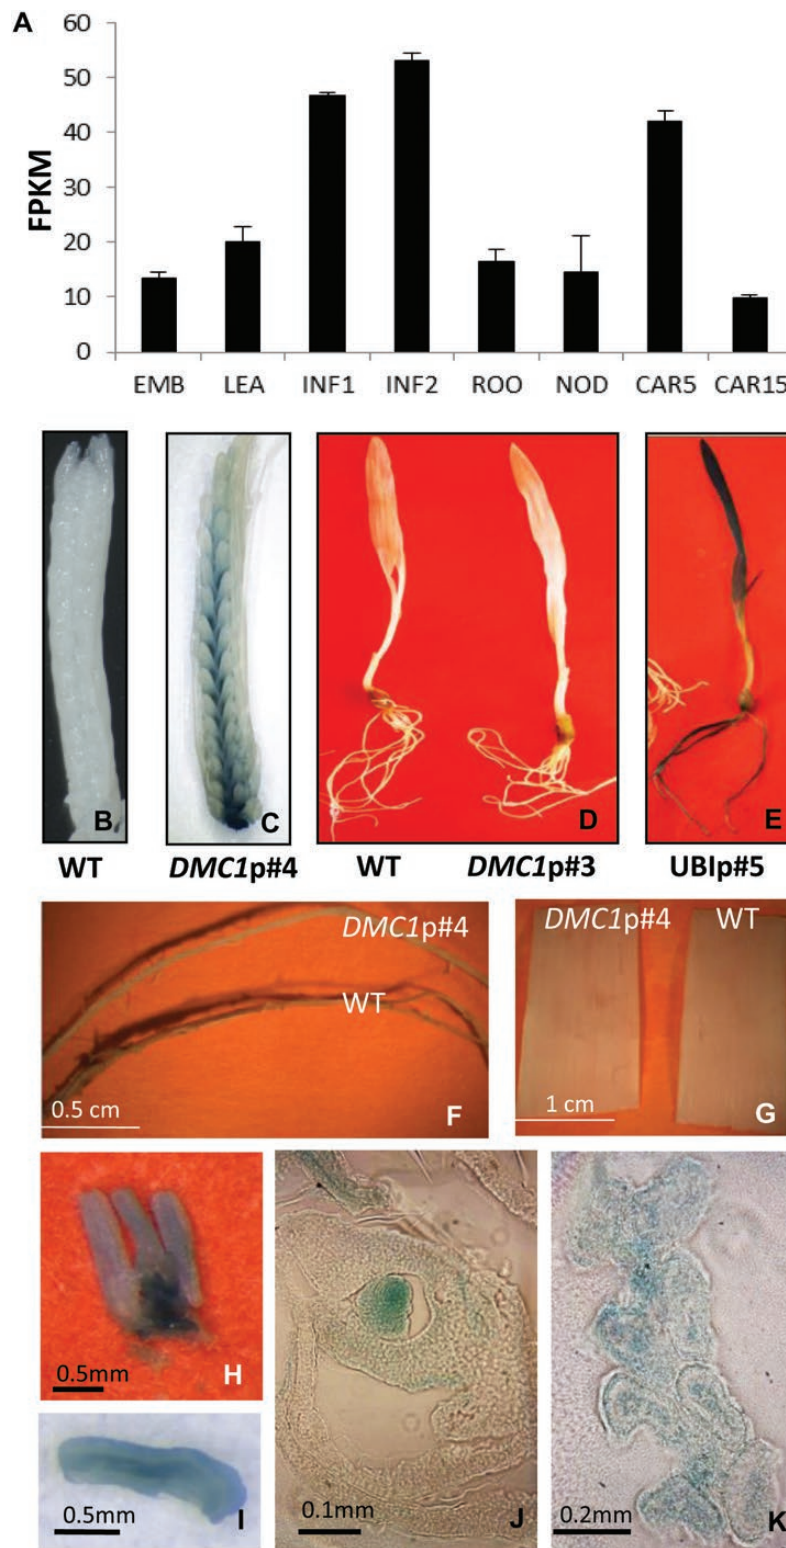 A
FPKM
60
50
40
30
20
10
0
EMB LEA INF1 INF2 ROO NOD CAR5 CAR15
B
C
D
E
WT DMC1p#4 WT DMC1p#3 UBIp#5
DMC1p#4
WT
0.5 cm
F
DMC1p#4 WT
1 cm
G
0.5mm
H
0.5mm
I
0.1mm
J
0.2mm
K